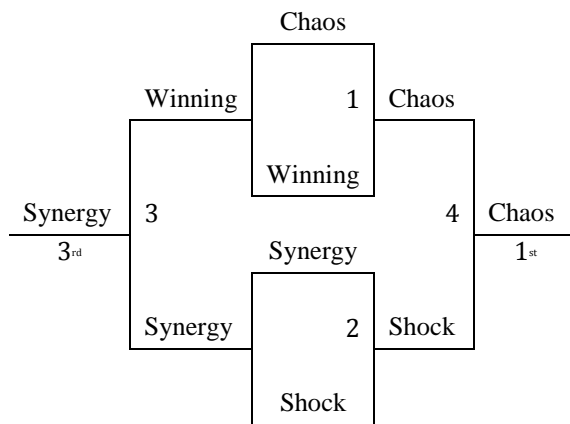 Chaos
Winning 1 Chaos
Winning
Synergy 3 4 Chaos
3rd 1st
Synergy
Synergy 2 Shock
Shock